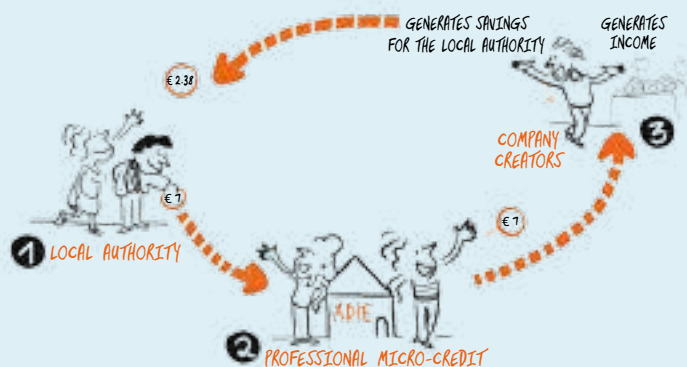 GENERATES SAVINGS
FOR THE LOCAL AUTHORITY
GENERATES
INCOME
€ 2.38
COMPANY
CREATORS
3
€ 1
1 LOCAL AUTHORITY
€ 1
ADIE
2 PROFESSIONAL MICRO-CREDIT